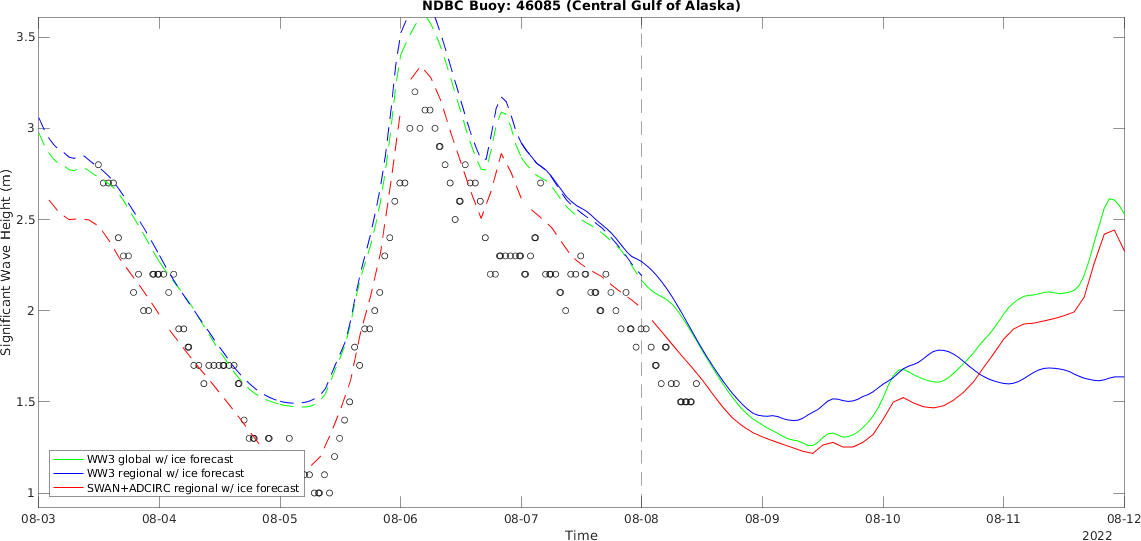 NDBC Buoy: 46085 (Central Gulf of Alaska)
Significant Wave Height (m)
3.5
3
2.5
2
1.5
1
WW3 global w/ ice forecast
WW3 regional w/ ice forecast
SWAN+ADCIRC regional w/ ice forecast
08-03 08-04 08-05 08-06 08-07 08-08 08-09 08-10 08-11 08-12
Time
2022